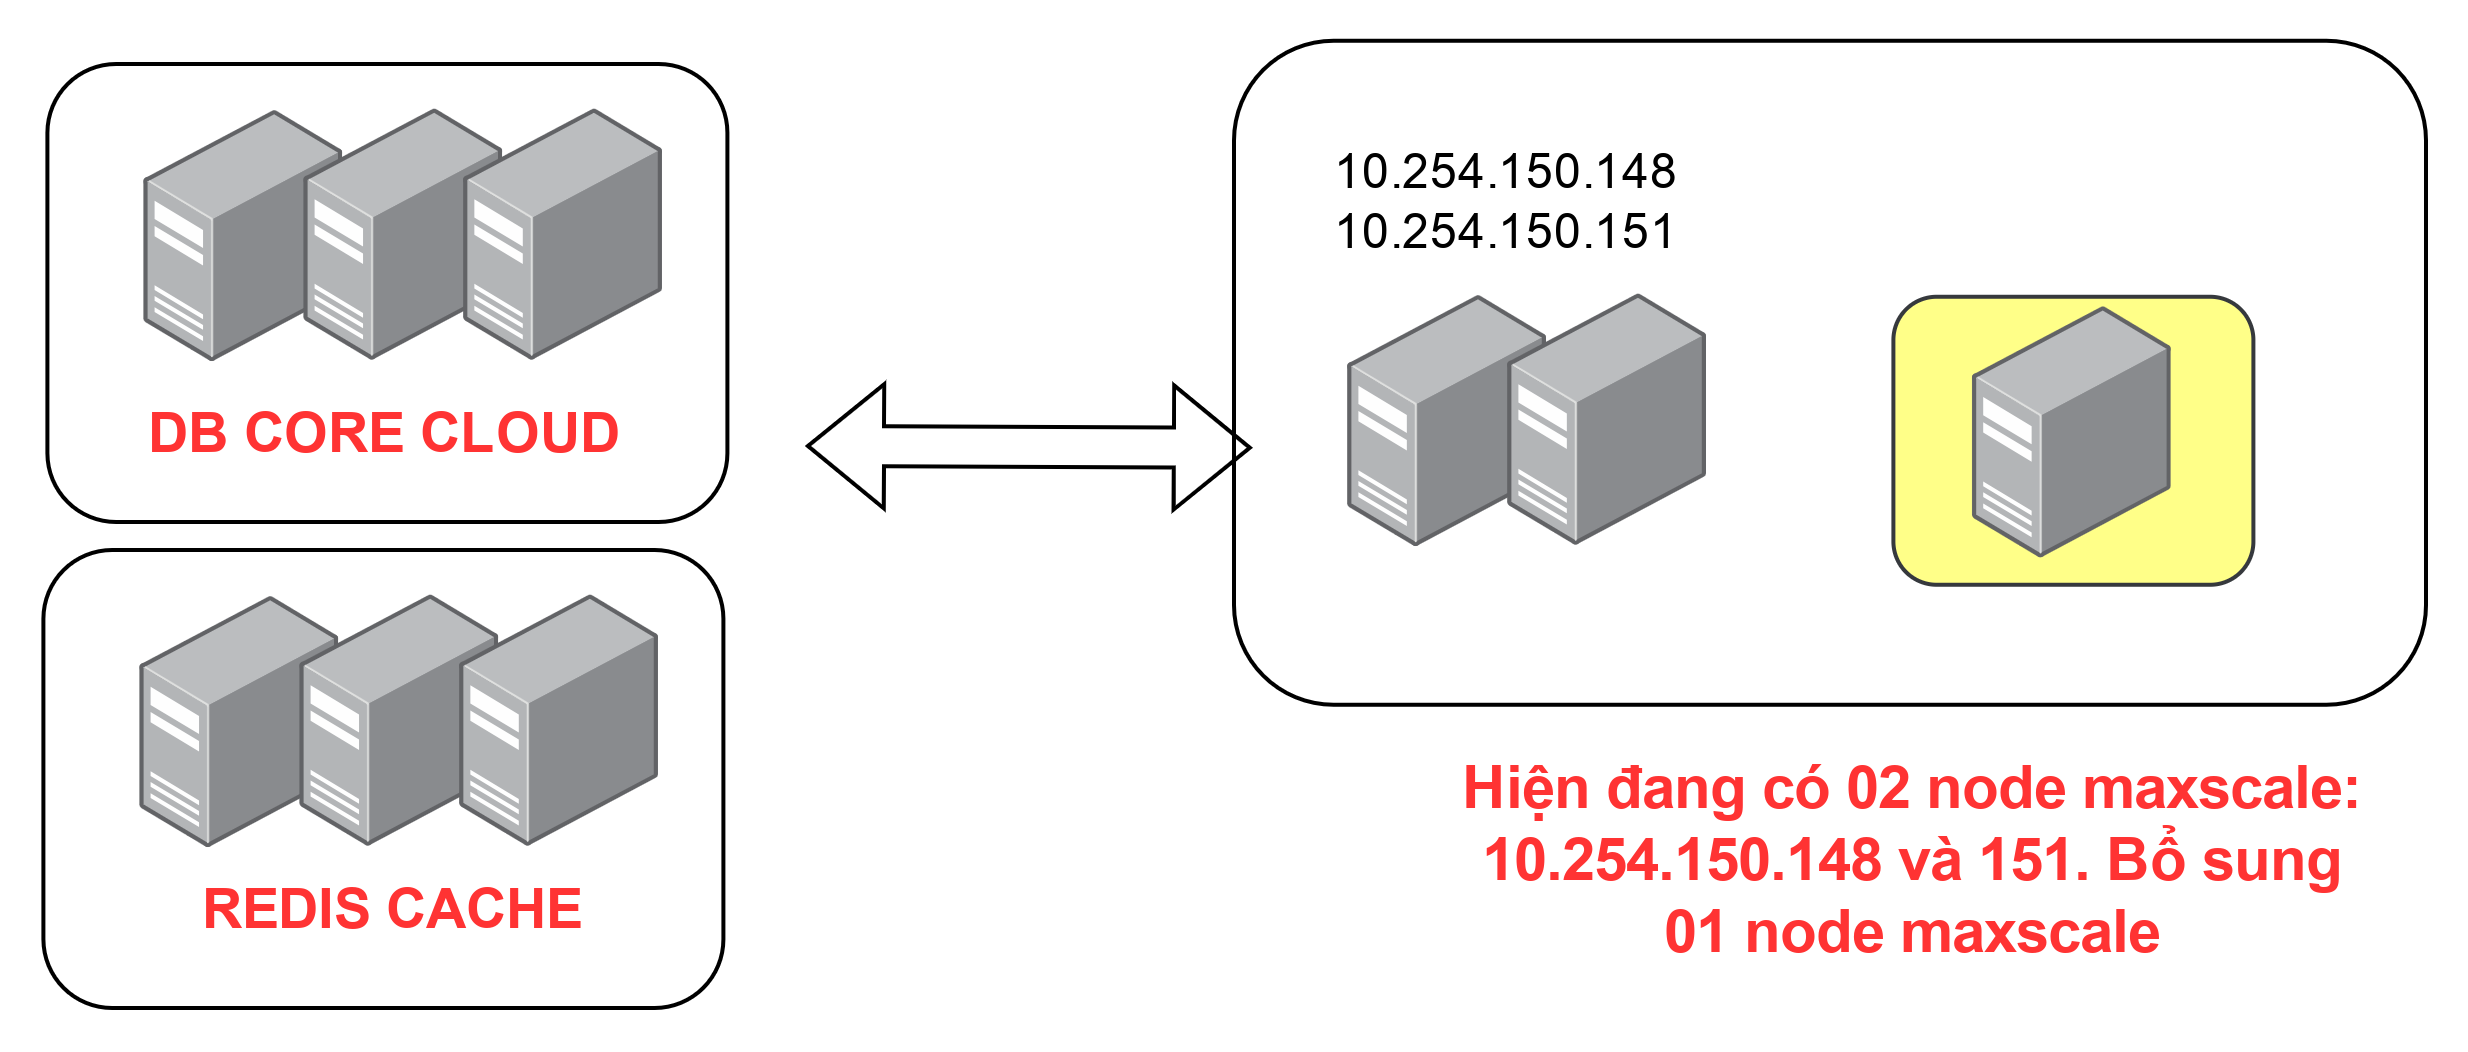 DB CORE CLOUD
REDIS CACHE
10.254.150.148
10.254.150.151
Hiện đang có 02 node maxscale:
10.254.150.148 và 151. Bổ sung
01 node maxscale